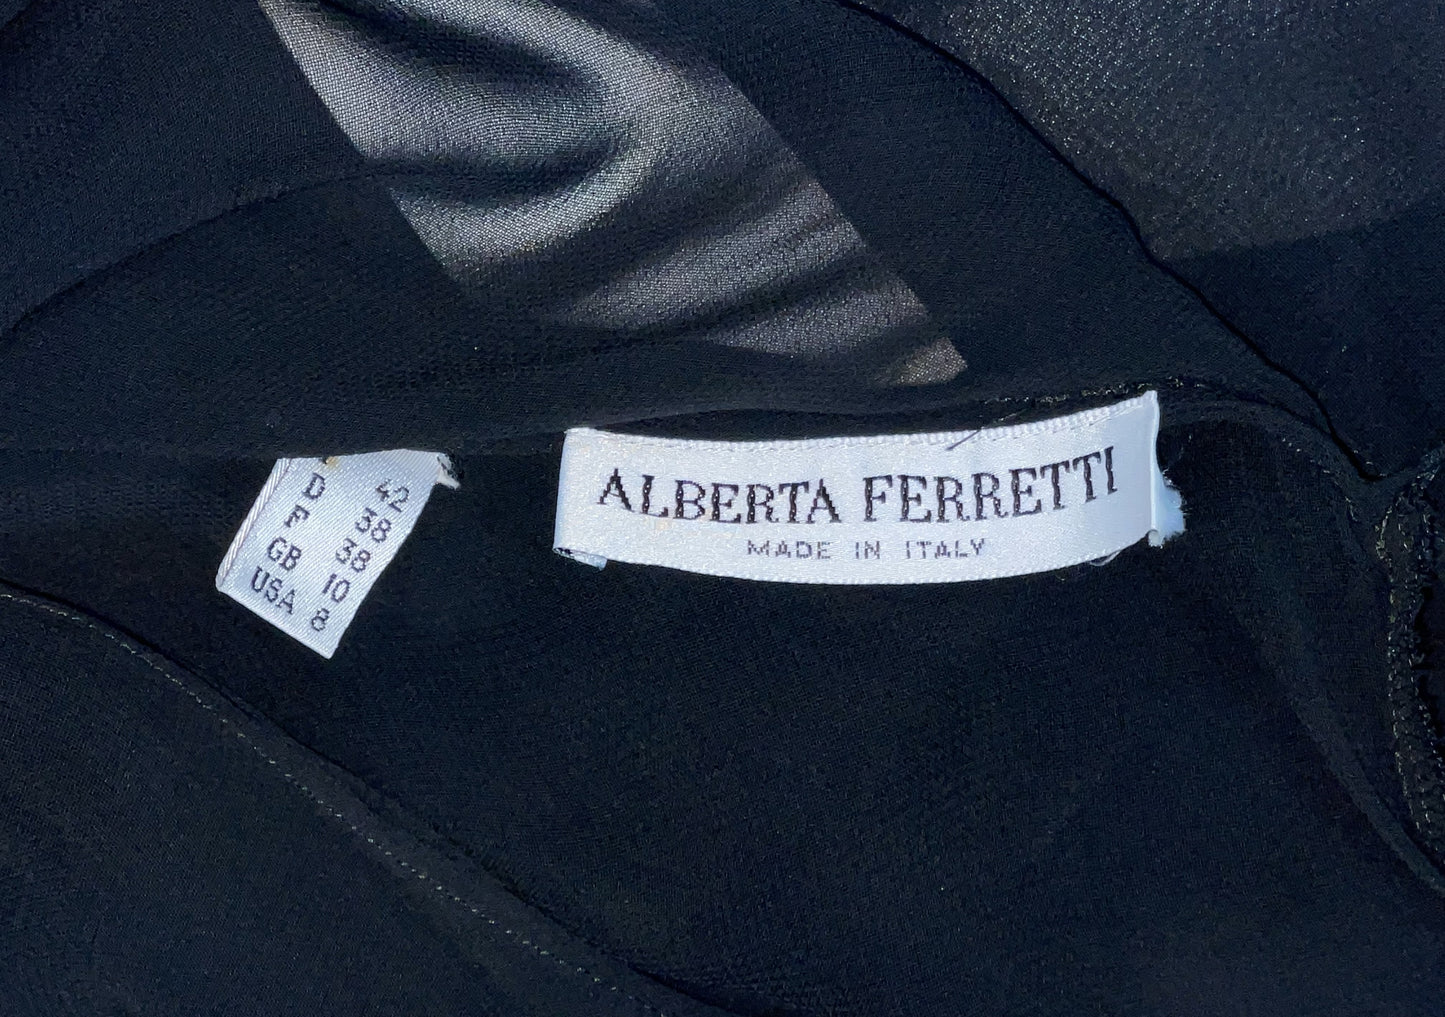 ALBERTA FERRETTI
MADE IN ITALY
42
D 38
F 38
GB 10
USA 8